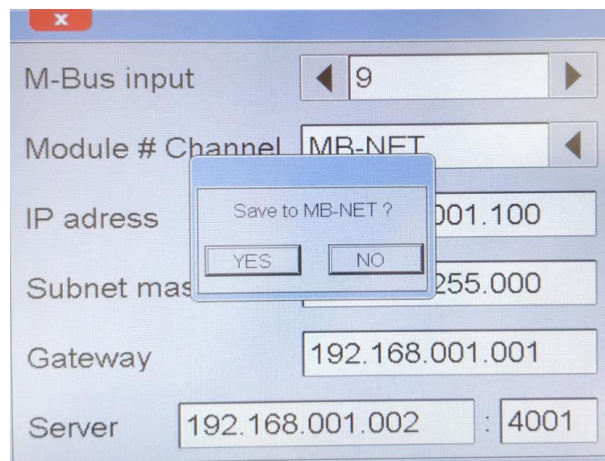 x
M-Bus input 9
Module # Channel MB-NET
Save to MB-NET ?
IP adress 001.100
YES NO
Subnet mas 255.000
Gateway 192.168.001.001
Server 192.168.001.002 : 4001